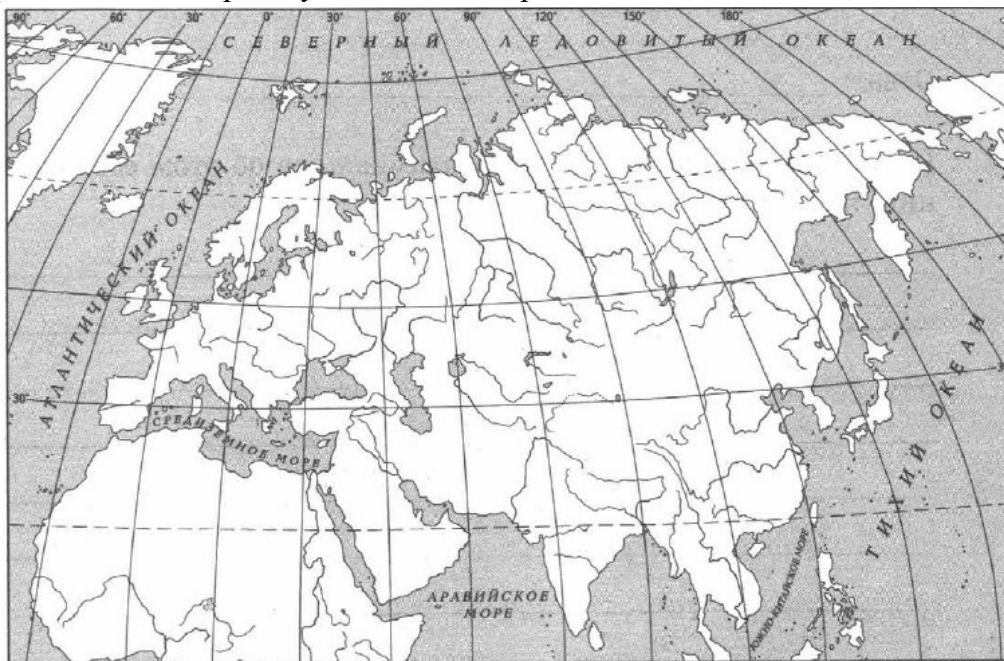 90° 30° 0° 30° 60° 90° 120° 150° 180°
СЕВЕРНЫЙ ЛЕДОВИТЫЙ ОКЕАН
АТЛАНТИЧЕСКИЙ ОКЕАН
30°
СРЕДИЗЕМНОЕ МОРЕ
ТИХИЙ ОКЕАН
АРАВИЙСКОЕ
МОРЕ
ЮЖНО-КИТАЙСКОЕ МОРЕ